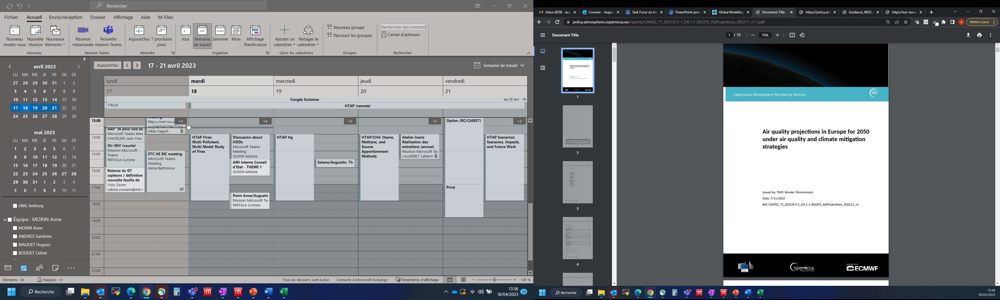 Rechercher
Fichier
Accueil
Envoi/réception
Dossier
Affichage
Aide
M-Files
Nouveau rendez-vous
Nouvelle réunion
Nouveaux éléments
Nouveau
Réunion instantanée
Nouvelle réunion Teams
Réunion Teams
Aujourd'hui
7 prochains jours
Atteindre
Jour
Semaine de travail
Semaine
Mois
Affichage Planification
Organiser
Ajouter un calendrier
Partager le calendrier
Gérer les calendriers
Nouveau groupe
Parcourir les groupes
Groupes
Rechercher des contacts
Carnet d'adresses
Rechercher
avril 2023
LU MA ME JE VE SA DI
27 28 29 30 31 1 2
3 4 5 6 7 8 9
10 11 12 13 14 15 16
17 18 19 20 21 22 23
24 25 26 27 28 29 30
mai 2023
LU MA ME JE VE SA DI
1 2 3 4 5 6 7
8 9 10 11 12 13 14
15 16 17 18 19 20 21
22 23 24 25 26 27 28
29 30 31 1 2 3 4
5 6 7 8 9 10 11
UNG Anthony
Équipe : MORIN Anne
MORIN Anne
ANDRES Sandrine
BIAUDET Hugues
BOUDET Celine
Aujourd'hui
17 - 21 avril 2023
Semaine de travail
lundi
mardi
mercredi
jeudi
vendredi
17
18
19
20
21
Congés Scolaires
au 28 avr.
?TELW
HTAP (remote)
13:00
14:00
15:00
16:00
17:00
18:00
19:00
20:00
21:00
22:00
AAP "IA pour une ex
Microsoft Teams Mee
CHATELIER Jean-Yves
Dir-MIV (courte)
Réunion Microsoft
Teams
FERTALA Corinne
Relance du GT
capteurs / définition
nouvelle feuille de
Visio Zoom
sabine.crunaire@imt-r
meeting
https://met-no.z
us/j/64504729425?pw
Hilde Fagerli
+4
ETC HE MC meeting
Microsoft Teams
Meeting
Alena Bartonova
+4
HTAP Fires:
Multi-Pollutant,
Multi-Model Study
of Fires
Discussion about
HDDs
Microsoft Teams
Meeting
GUION Antoine
AMI interne Conseil
d'Etat - THEME 1
GUION Antoine
Point Anne/Augustin
Réunion Microsoft Te
FERTALA Corinne
+3
HTAP Hg
Solene/Augustin: Th
+5
HTAP/CH4: Ozone,
Methane, and
Source
Apportionment
Methods
Atelier Ineris-
Réalisation des
entretiens (annuel,
Réunion Microsoft Te
CAUSERET Catherir
+3
Option JRC/CAMS71
Privé
HTAP Scenarios:
Scenarios, Impacts,
and Future Work
Éléments : 38
Rappels : 31
Tous les dossiers sont à jour.
Connecté à Microsoft Exchange
Paramètres d'affichage
100 %
Recherche
13:36
18/04/2023
20
Inbox (839) - aug
Courrier - August
Task Force on Int
PowerPoint-prese
Global Modeling
Document Title
https://policy.atm
Guidance_MQO_
https://eur-lex.eu
policy.atmosphere.copernicus.eu/reports/CAMS2_71_2021SC1-1_D4.1.1-2022P2_AQProjections_202211_v1.1.pdf
Mettre à jour
Document Title
1 / 73
75%
1
2
3
4
Copernicus Atmosphere Monitoring Service
Air quality projections in Europe for 2050
under air quality and climate mitigation
strategies
Issued by: TNO/ Renske Timmermans
Date: 7/11/2022
Ref: CAMS2_71_2021SC1-1_D4.1.1-2022P2_AQProjections_202211_v1
opernicus
Europe's eyes on Earth
IMPLEMENTED BY
ECMWF
Recherche
13:36
18/04/2023